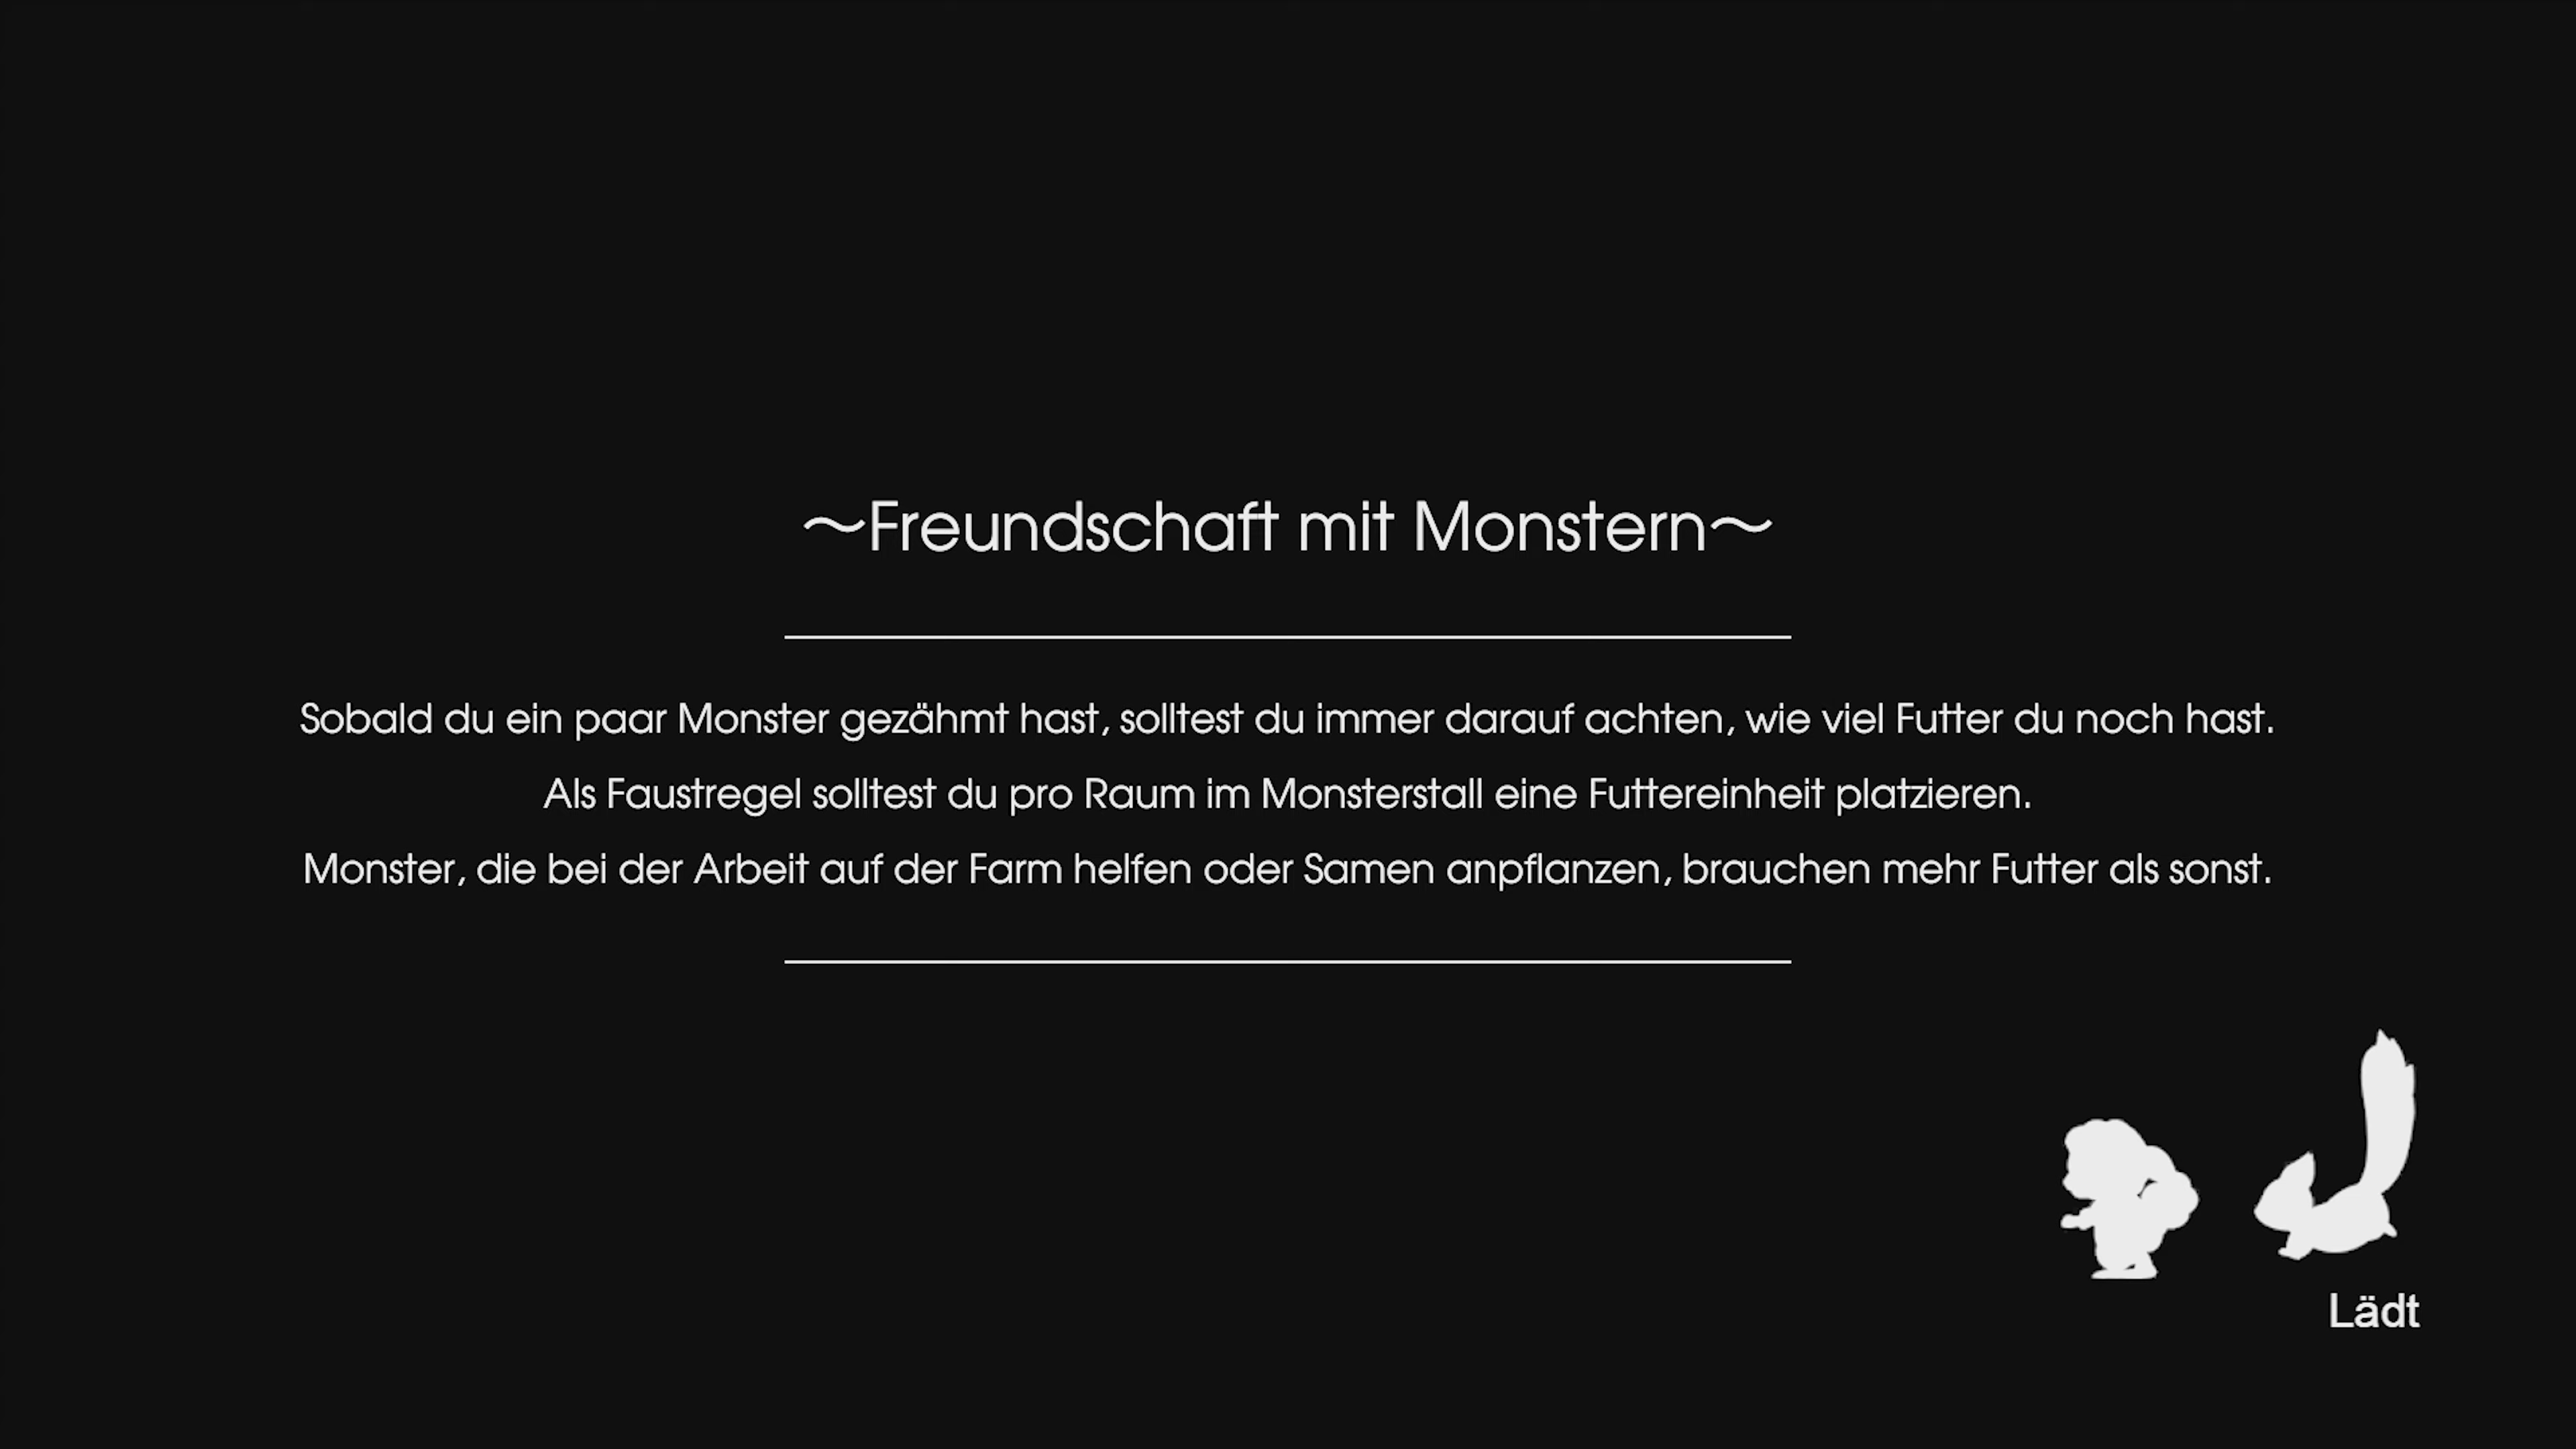 ～Freundschaft mit Monstern～
Sobald du ein paar Monster gezähmt hast, solltest du immer darauf achten, wie viel Futter du noch hast.
Als Faustregel solltest du pro Raum im Monsterstall eine Futtereinheit platzieren.
Monster, die bei der Arbeit auf der Farm helfen oder Samen anpflanzen, brauchen mehr Futter als sonst.
Lädt